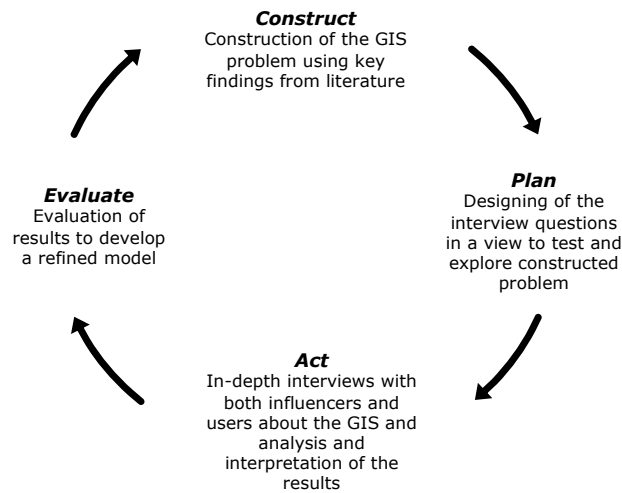 Construct
Construction of the GIS
problem using key
findings from literature
Plan
Designing of the
interview questions
in a view to test and
explore constructed
problem
Act
In-depth interviews with
both influencers and
users about the GIS and
analysis and
interpretation of the
results
Evaluate
Evaluation of
results to develop
a refined model